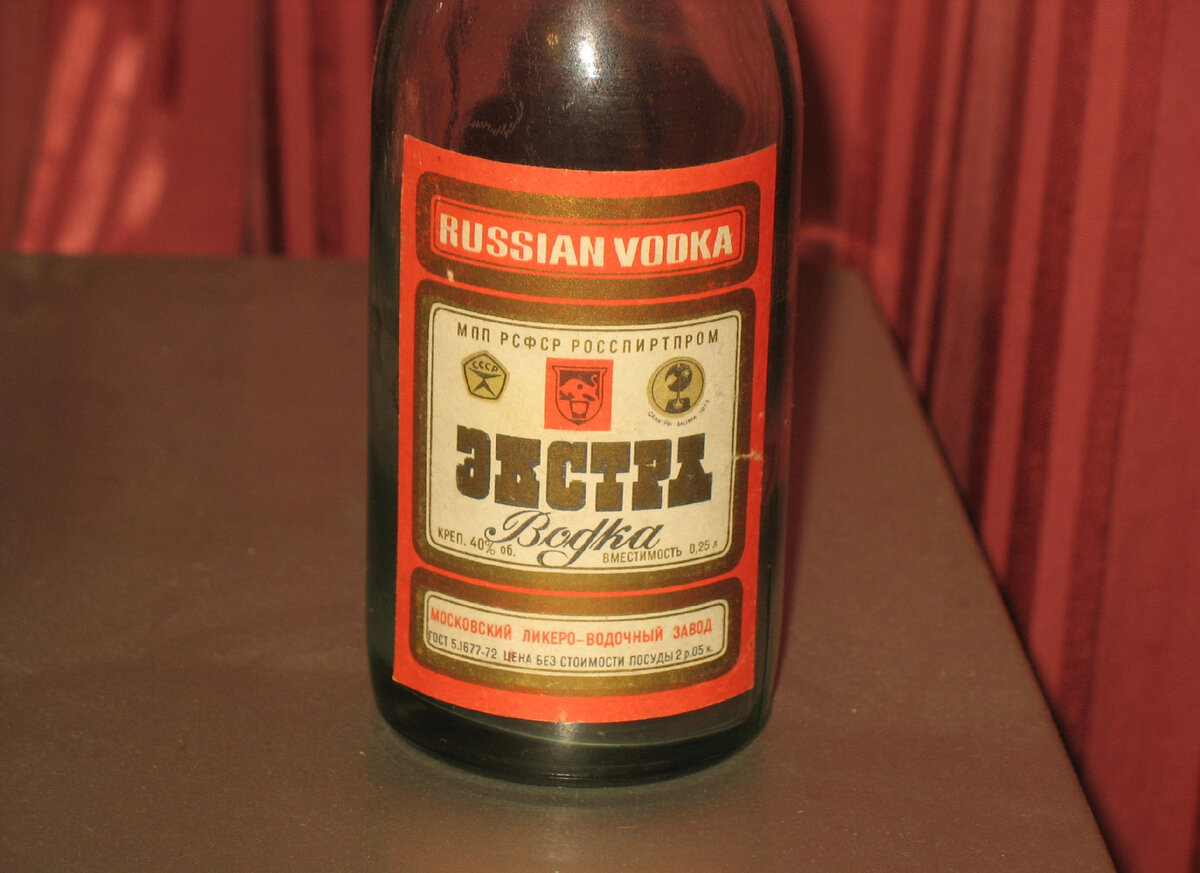 RUSSIAN VODKA
МПП РСФСР РОССПИРТПРОМ
СССР
ЭКСТРА
Водка
КРЕП. 40% об.
ВМЕСТИМОСТЬ 0,25 л
МОСКОВСКИЙ ЛИКЕРО-ВОДОЧНЫЙ ЗАВОД
ГОСТ 5.1677-72 ЦЕНА БЕЗ СТОИМОСТИ ПОСУДЫ 2 р.05 к.